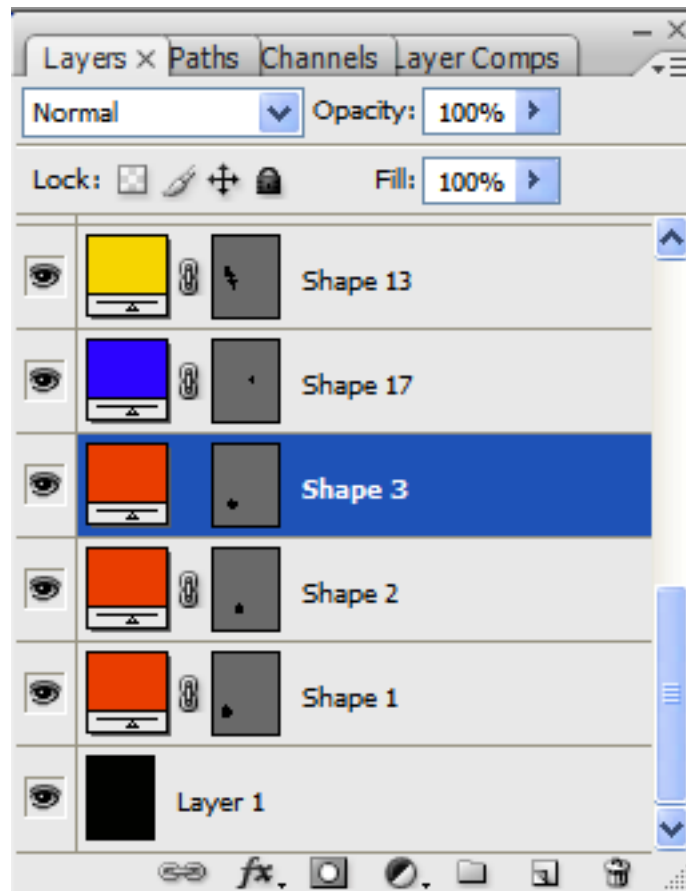 Layers Paths Channels Layer Comps
Normal Opacity: 100%
Lock: Fill: 100%
Shape 13
Shape 17
Shape 3
Shape 2
Shape 1
Layer 1
fx.